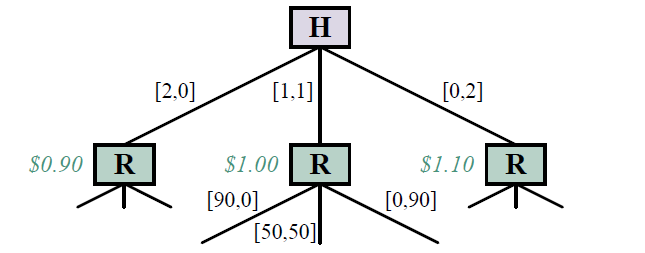 H
[2,0] [1,1] [0,2]
$0.90 R $1.00 R $1.10 R
[90,0] [0,90]
[50,50]